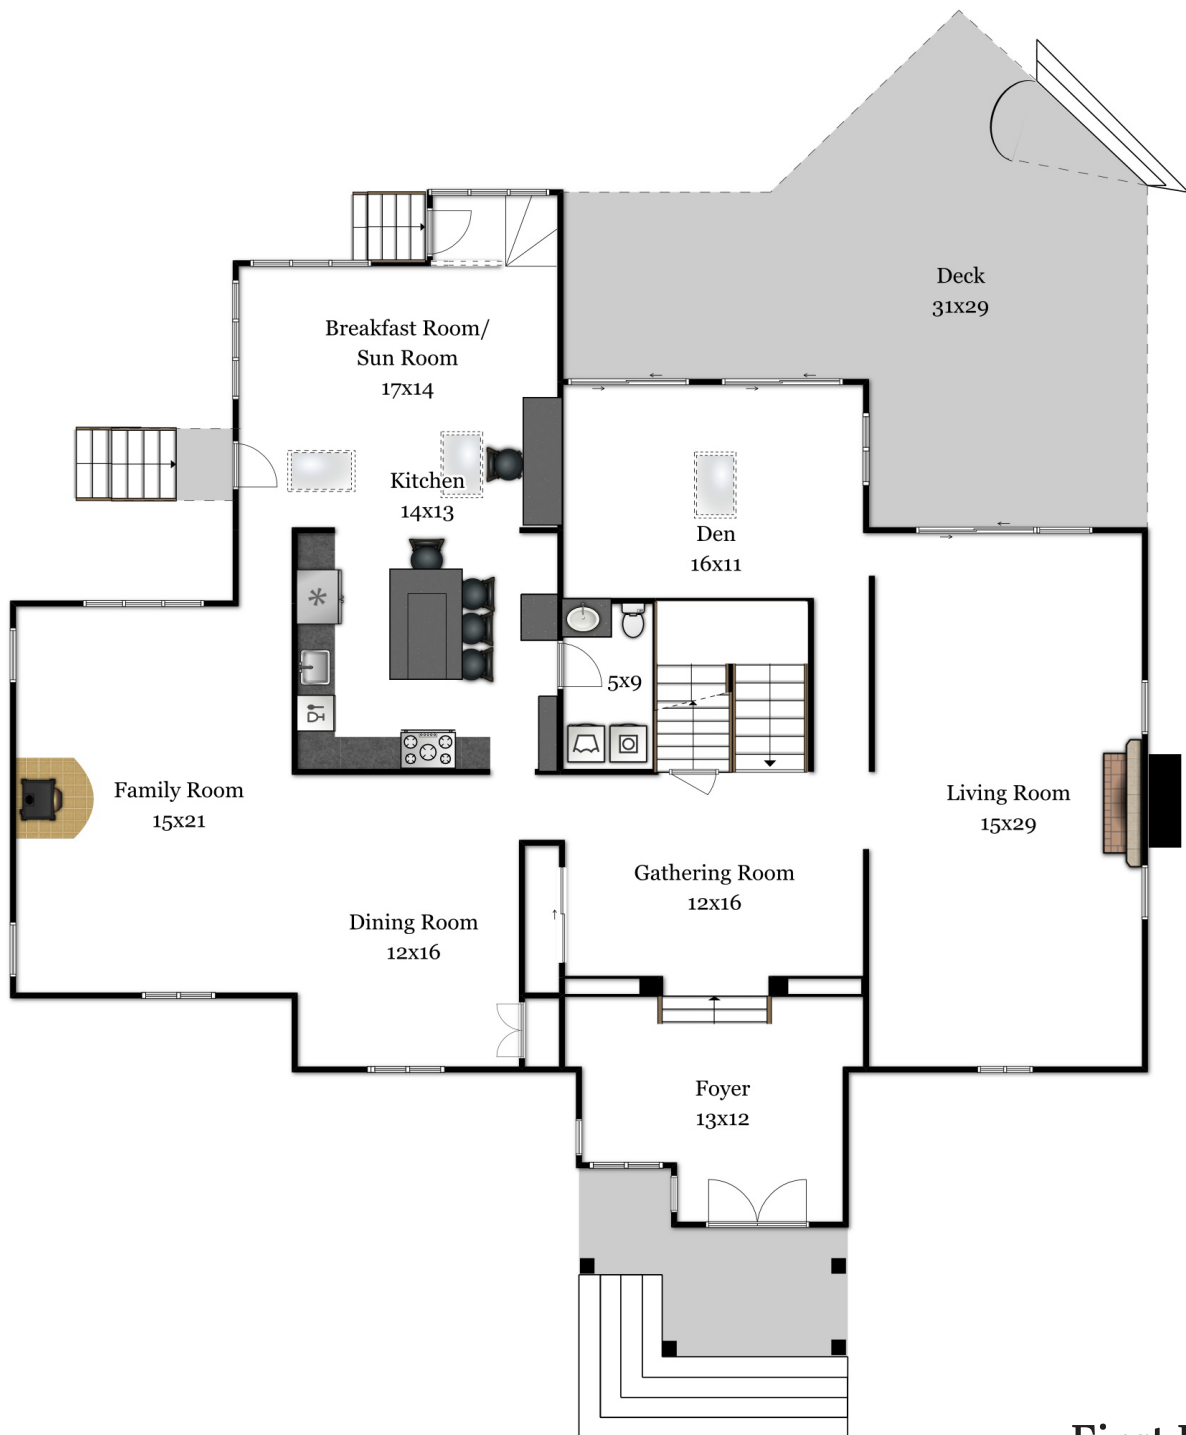 Deck
31x29
Breakfast Room/
Sun Room
17x14
Kitchen
14x13
Den
16x11
5x9
Family Room
15x21
Living Room
15x29
Gathering Room
12x16
Dining Room
12x16
Foyer
13x12
First